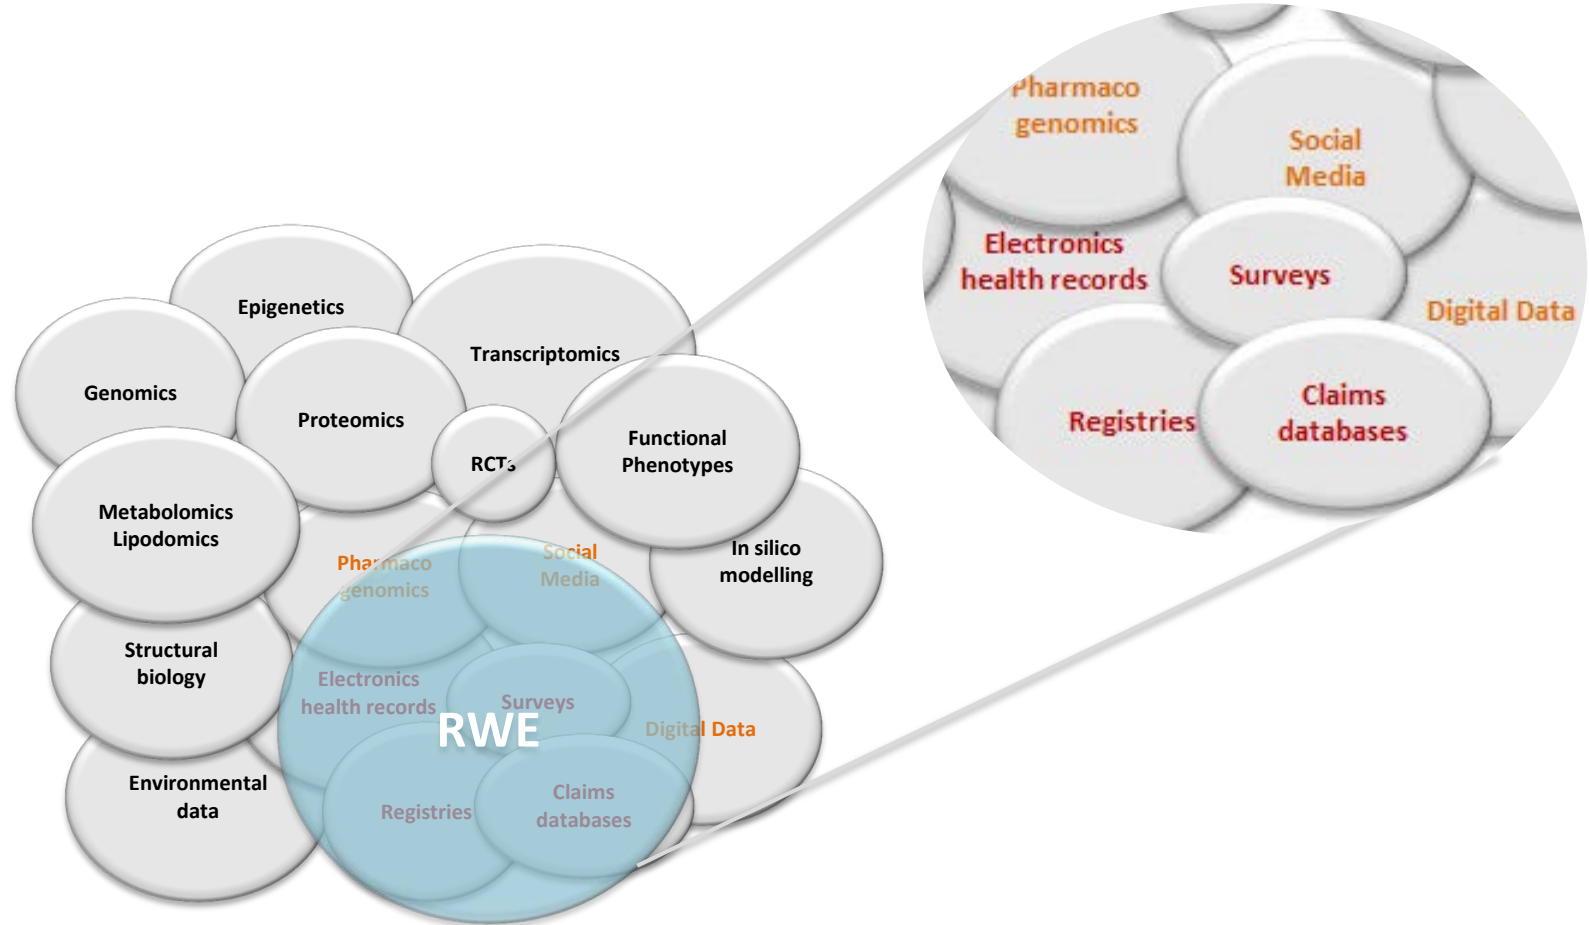 Epigenetics
Transcriptomics
Genomics
Proteomics
RCTs
Functional
Phenotypes
Metabolomics
Lipodomics
Pharmaco
genomics
Social
Media
In silico
modelling
Structural
biology
Electronics
health records
Surveys
RWE
Digital Data
Environmental
data
Registries
Claims
databases
Pharmaco
genomics
Social
Media
Electronics
health records
Surveys
Digital Data
Registries
Claims
databases